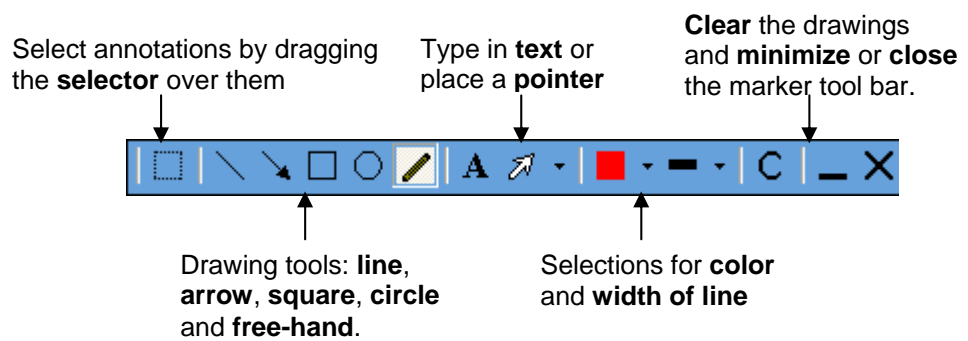 Select annotations by dragging
the selector over them
Type in text or
place a pointer
Clear the drawings
and minimize or close
the marker tool bar.
A
C
Drawing tools: line,
arrow, square, circle
and free-hand.
Selections for color
and width of line